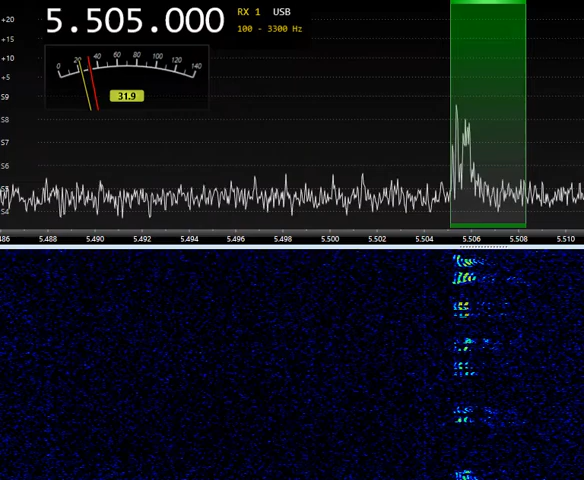 +20
5.505.000
RX 1 USB
100 - 3300 Hz
+15
+10
0 20 40 60 80 100 120 140
+5
31.9
S9
S8
S7
S6
S4
486 5.488 5.490 5.492 5.494 5.496 5.498 5.500 5.502 5.504 5.506 5.508 5.510